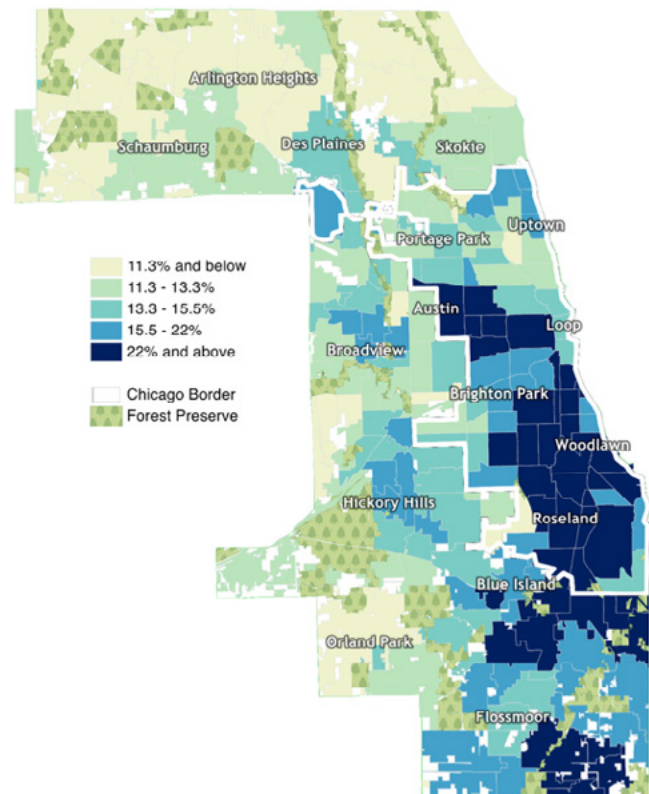 Arlington Heights
Schaumburg
Des Plaines
Skokie
Uptown
Portage Park
11.3% and below
11.3 - 13.3%
13.3 - 15.5%
15.5 - 22%
22% and above
Chicago Border
Forest Preserve
Austin
Loop
Broadview
Brighton Park
Woodlawn
Hickory Hills
Roseland
Blue Island
Orland Park
Flossmoor